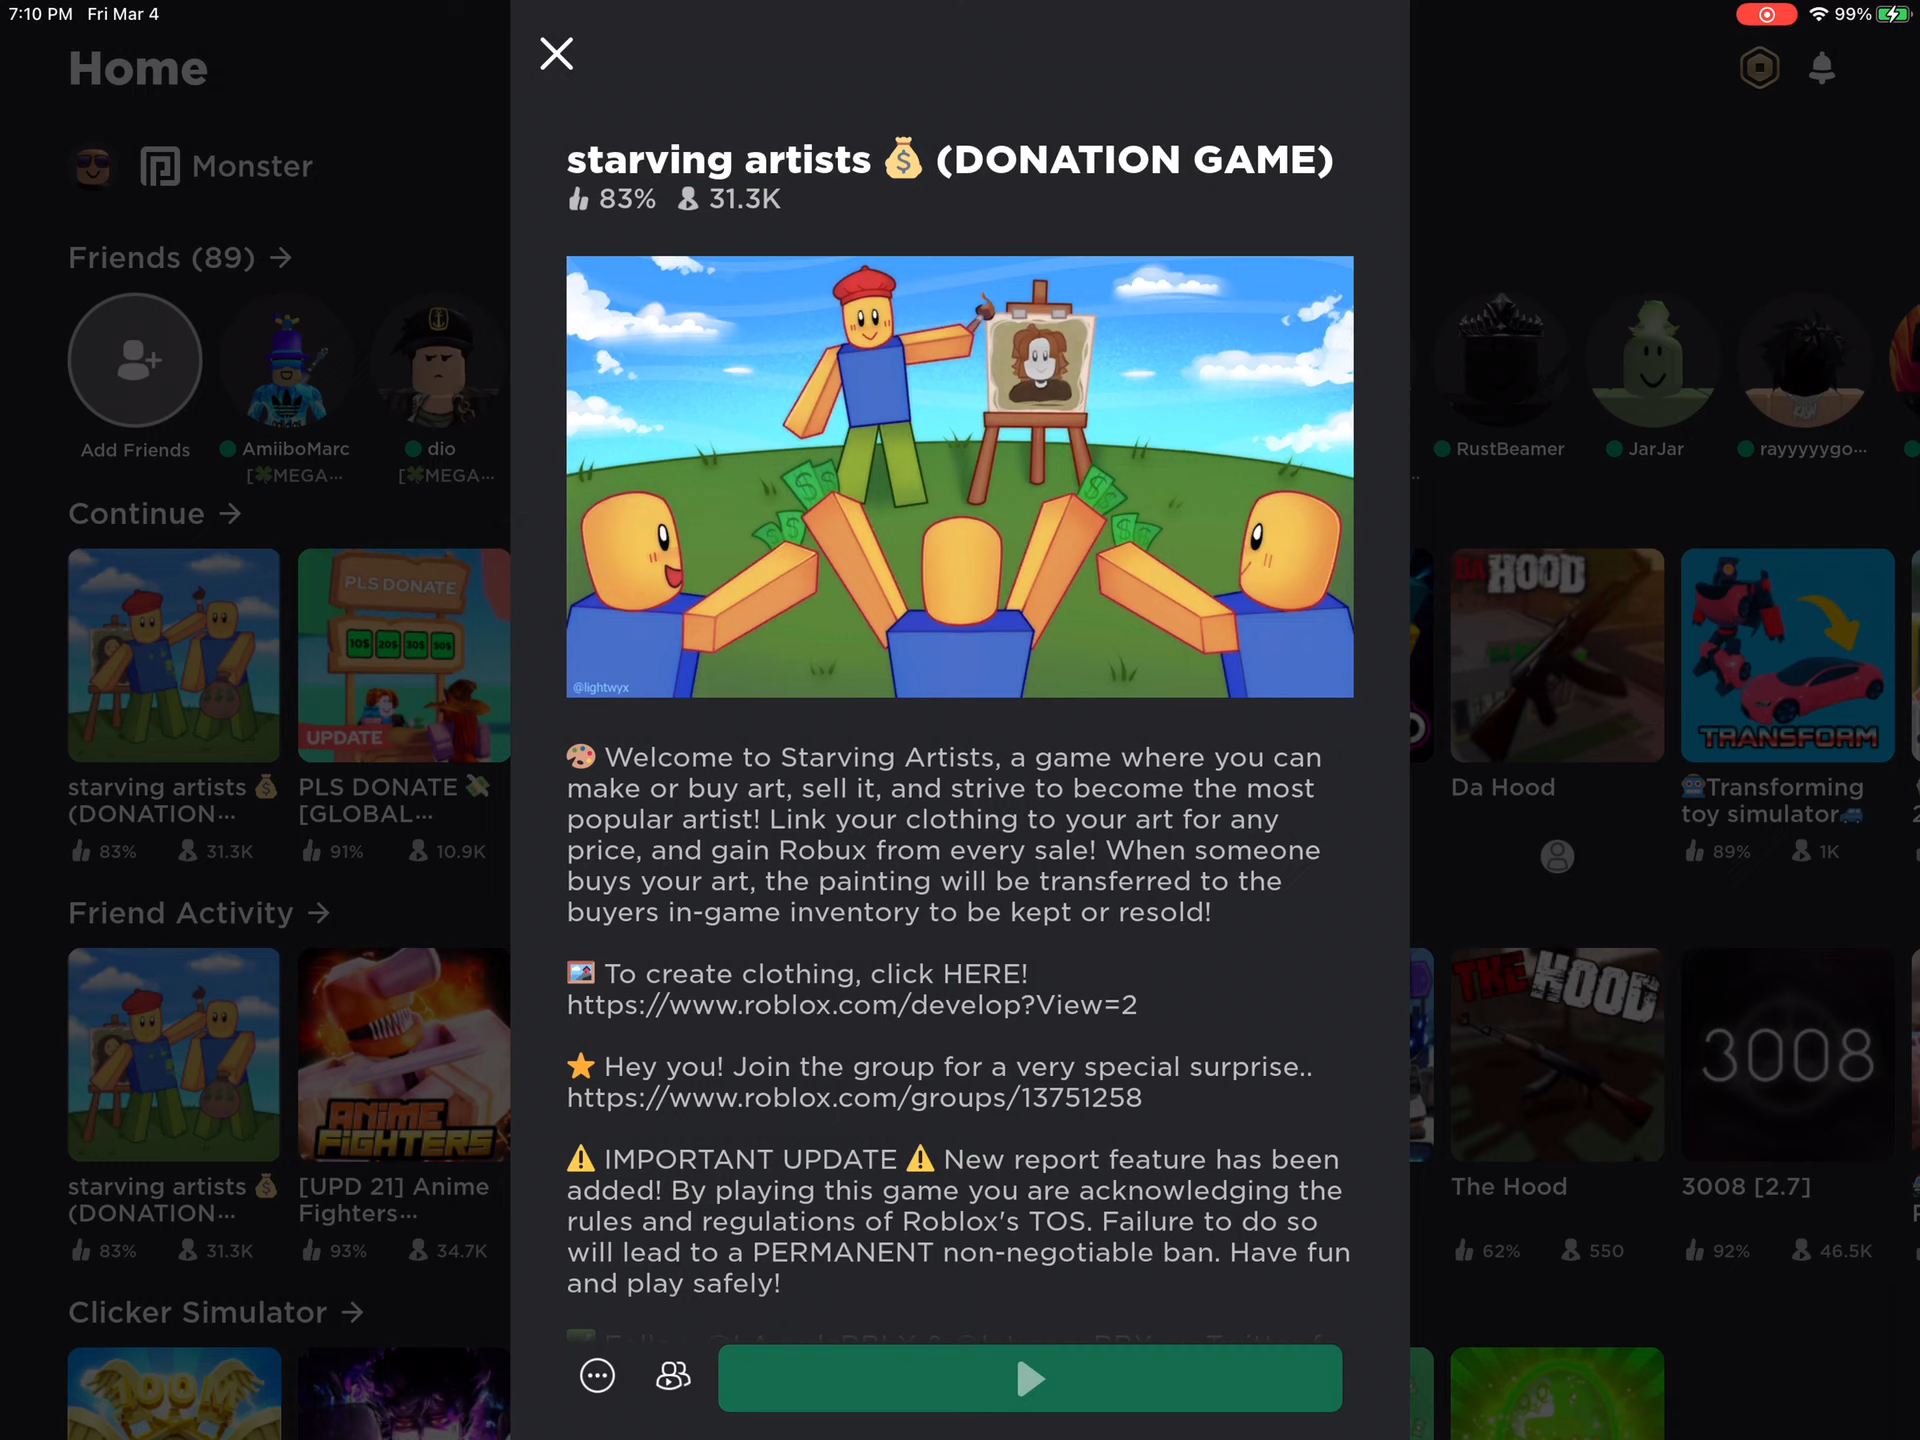 7:10 PM Fri Mar 4
99%
Home
Monster
Friends (89) →
Add Friends
AmiiboMarc
[🍀MEGA...
dio
[🍀MEGA...
RustBeamer
JarJar
rayyyyygo...
Continue →
PLS DONATE
10$ 20$ 30$ 50$
UPDATE
starving artists 💰
(DONATION...
83% 31.3K
PLS DONATE 💸
[GLOBAL...
91% 10.9K
DA HOOD
Da Hood
TRANSFORM
🤖Transforming
toy simulator🚙
89% 1K
Friend Activity →
ANIME
FIGHTERS
starving artists 💰
(DONATION...
83% 31.3K
[UPD 21] Anime
Fighters...
93% 34.7K
THE HOOD
The Hood
62% 550
3008
3008 [2.7]
92% 46.5K
Clicker Simulator →
100M
starving artists 💰 (DONATION GAME)
83% 31.3K
@lightwyx
🎨 Welcome to Starving Artists, a game where you can
make or buy art, sell it, and strive to become the most
popular artist! Link your clothing to your art for any
price, and gain Robux from every sale! When someone
buys your art, the painting will be transferred to the
buyers in-game inventory to be kept or resold!
🖼️ To create clothing, click HERE!
https://www.roblox.com/develop?View=2
⭐ Hey you! Join the group for a very special surprise..
https://www.roblox.com/groups/13751258
⚠️ IMPORTANT UPDATE ⚠️ New report feature has been
added! By playing this game you are acknowledging the
rules and regulations of Roblox's TOS. Failure to do so
will lead to a PERMANENT non-negotiable ban. Have fun
and play safely!